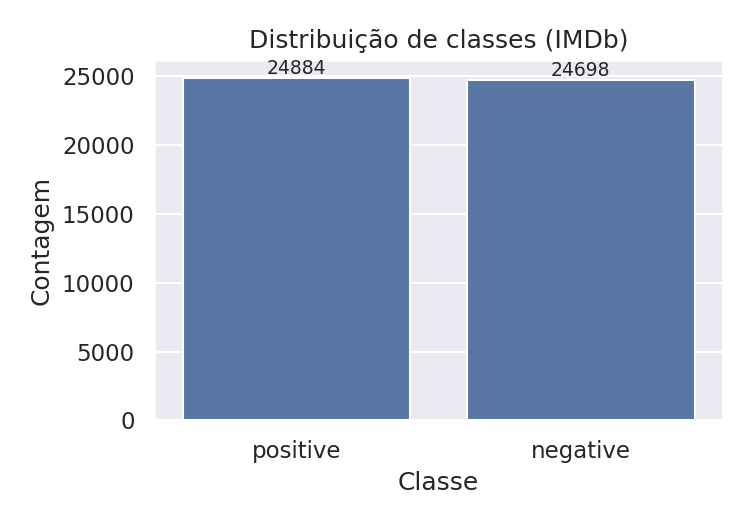 Distribuição de classes (IMDb)
24884
24698
25000
20000
15000
10000
5000
0
Contagem
positive
negative
Classe